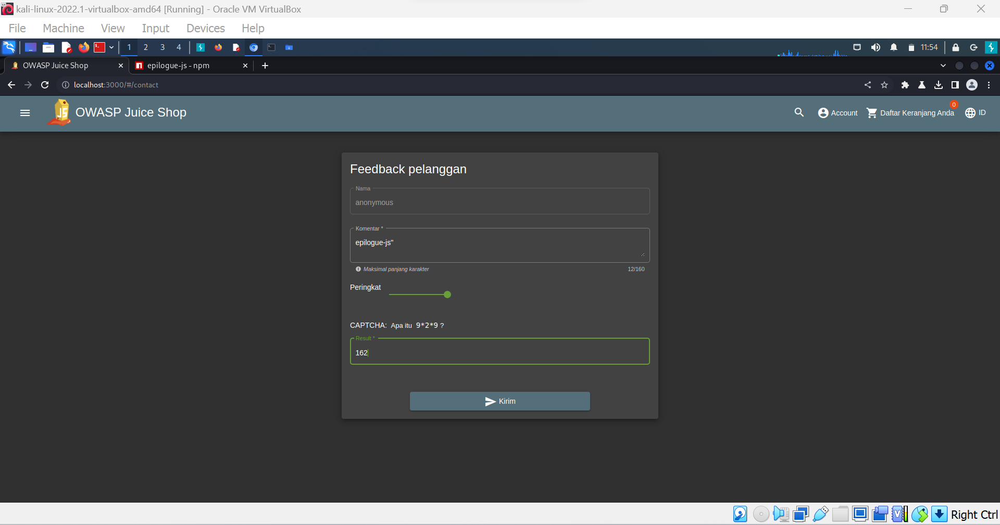 kali-linux-2022.1-virtualbox-amd64 [Running] - Oracle VM VirtualBox
File Machine View Input Devices Help
1 2 3 4 11:54
OWASP Juice Shop epilogue-js - npm
localhost:3000/#/contact
OWASP Juice Shop Account Daftar Keranjang Anda 0 ID
Feedback pelanggan
Nama
anonymous
Komentar *
epilogue-js"
Maksimal panjang karakter 12/160
Peringkat
CAPTCHA: Apa itu 9*2*9 ?
Result *
162
Kirim
Right Ctrl